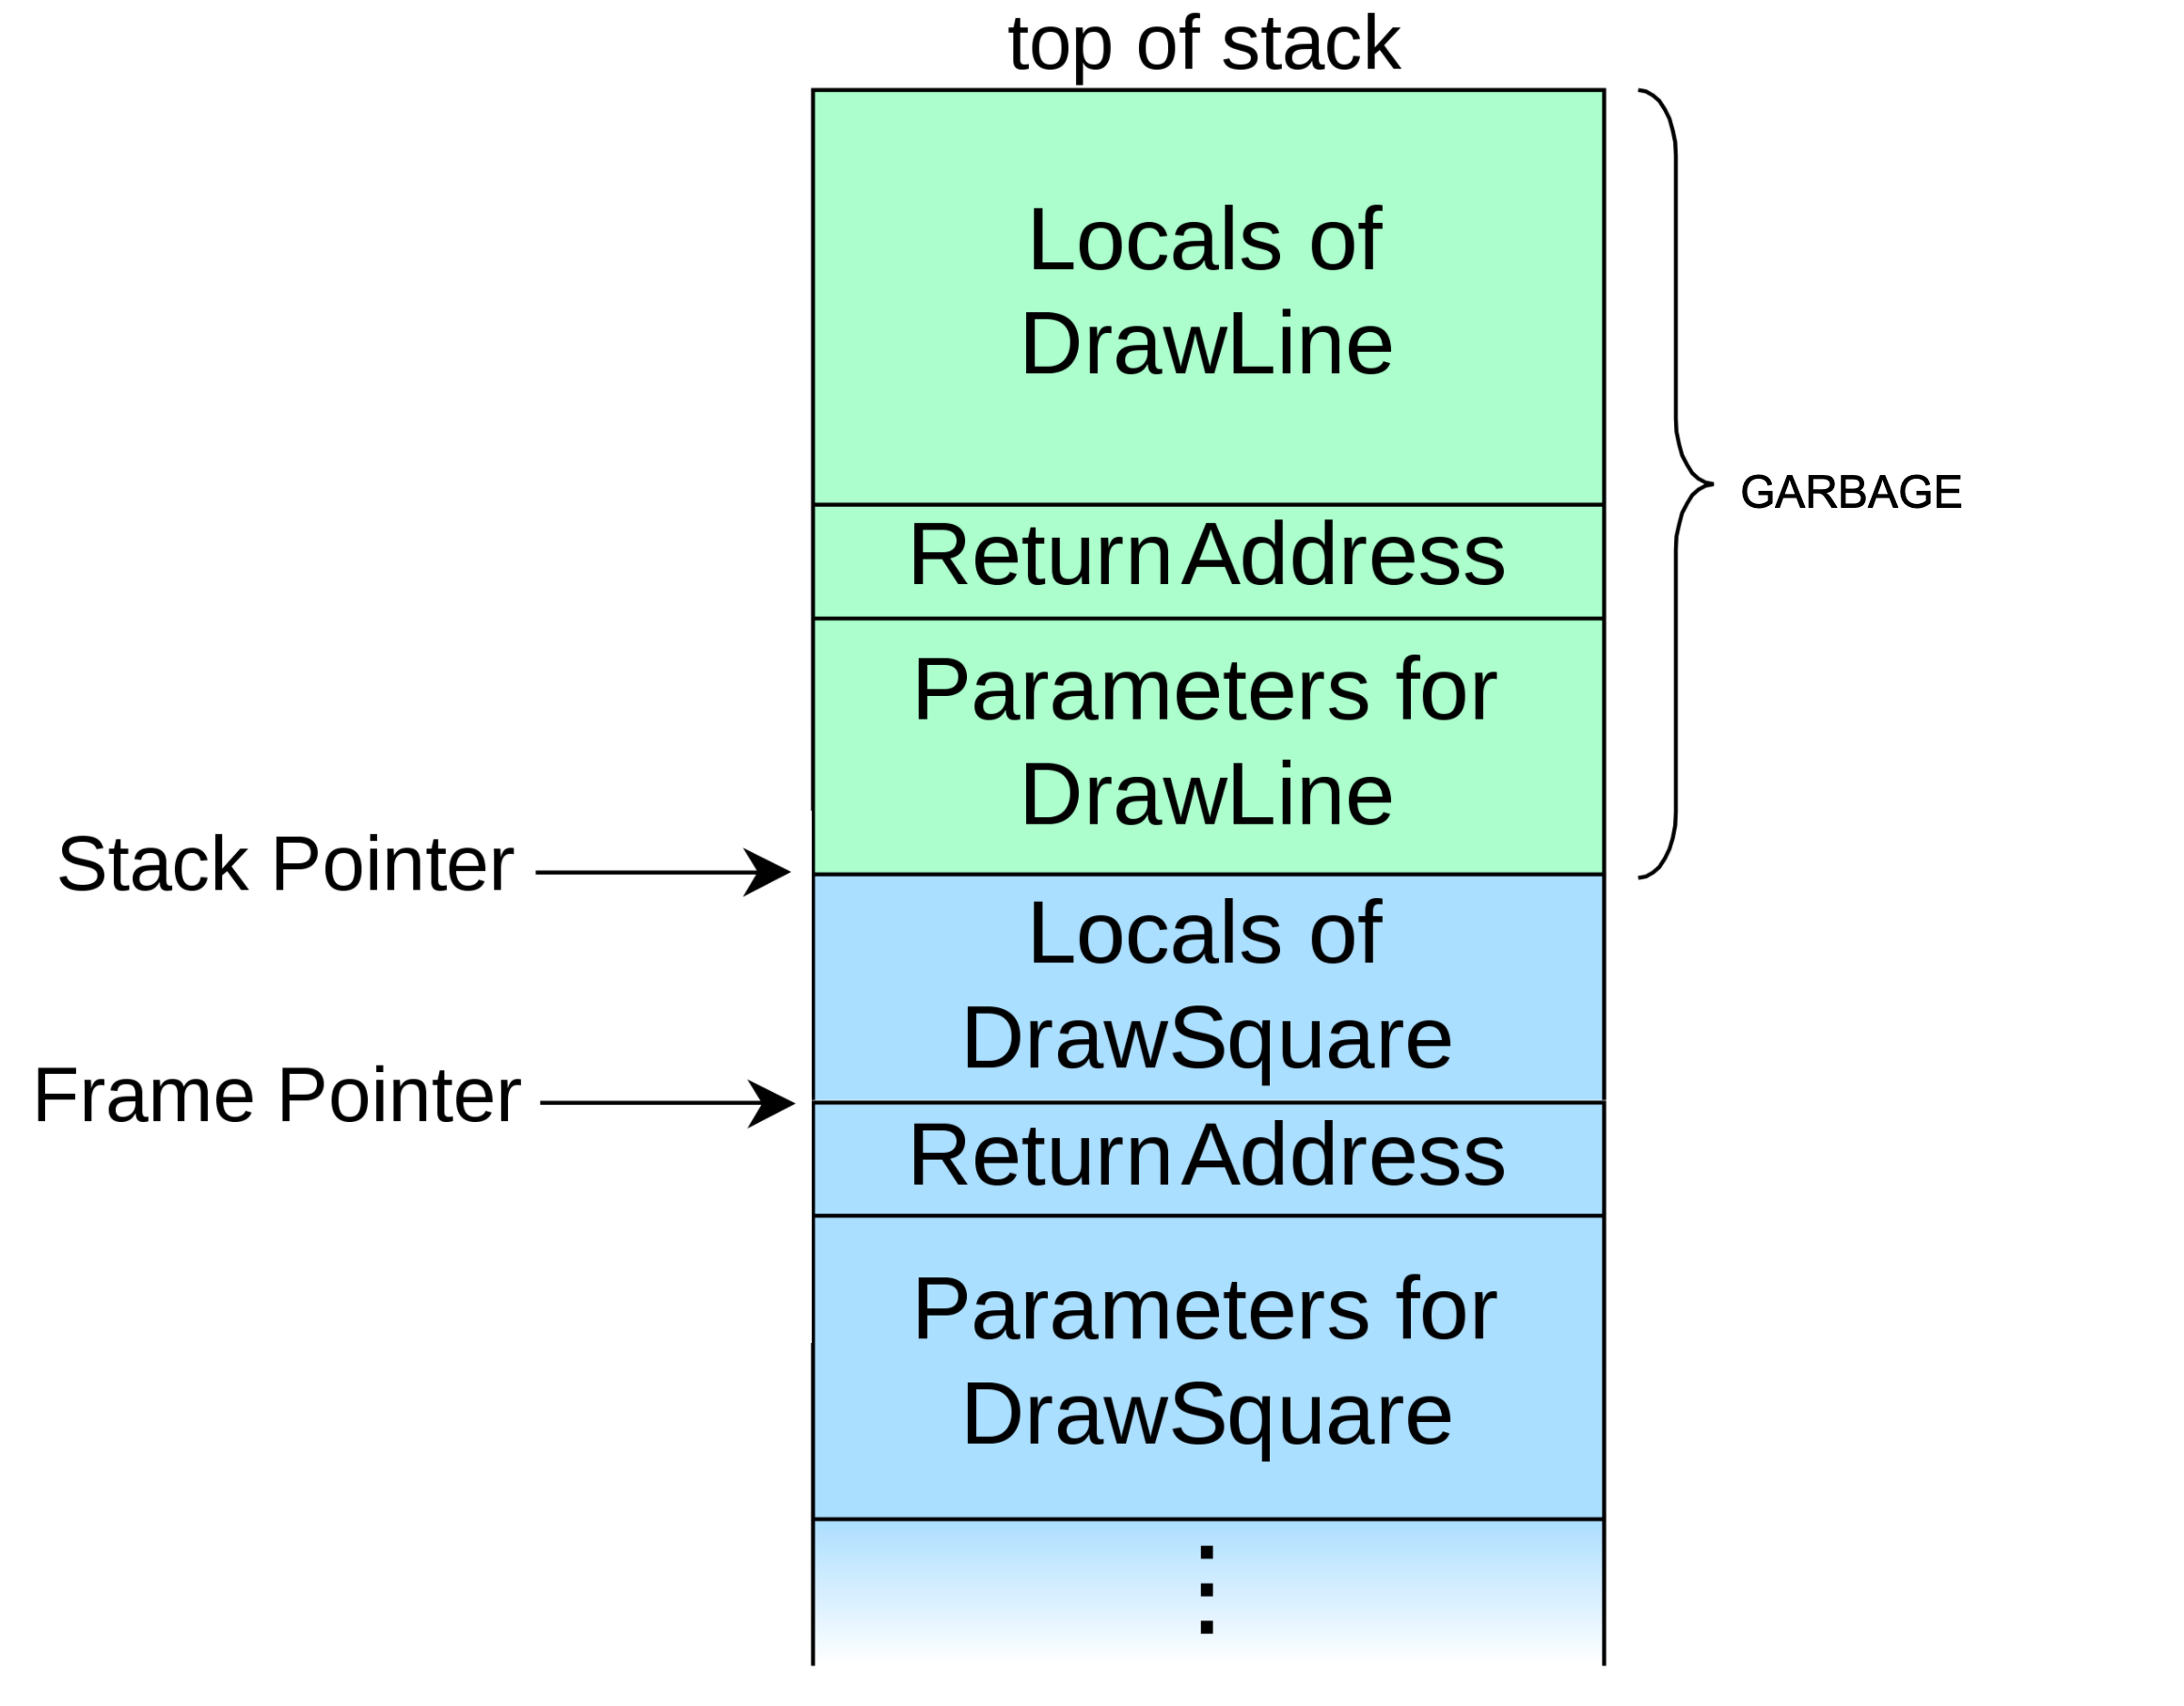 top of stack
Locals of
DrawLine
Return Address
GARBAGE
Parameters for
DrawLine
Stack Pointer
Locals of
DrawSquare
Frame Pointer
Return Address
Parameters for
DrawSquare